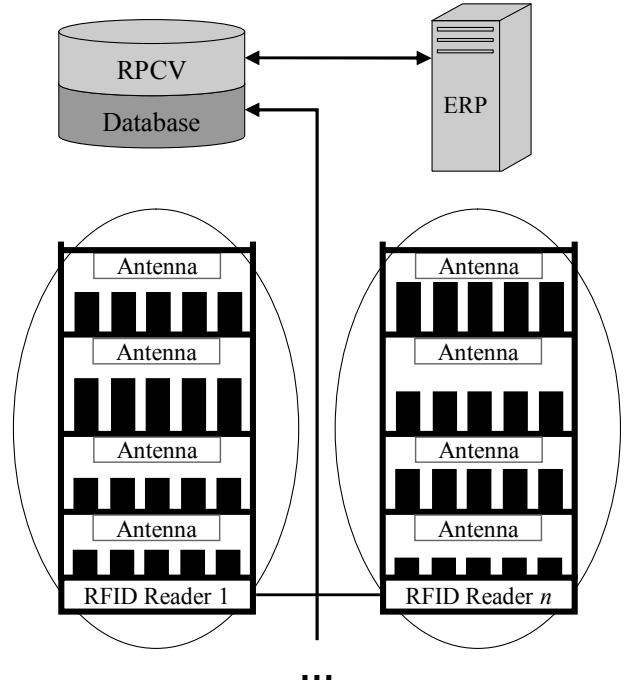 RPCV
Database
ERP
Antenna
Antenna
Antenna
Antenna
RFID Reader 1
Antenna
Antenna
Antenna
Antenna
RFID Reader n
...